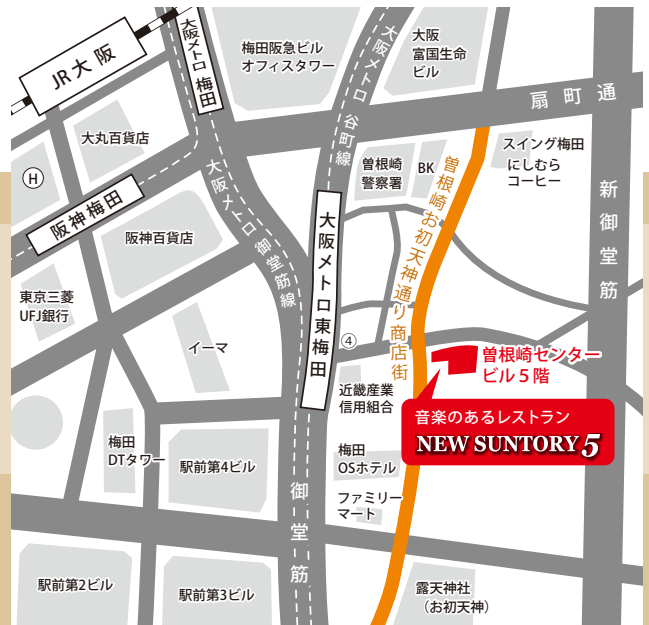 JR大阪
大阪メトロ 梅田
梅田阪急ビル
オフィスタワー
大阪メトロ 谷町線
大阪
富国生命
ビル
扇町通
大丸百貨店
スイング梅田
にしむら
コーヒー
曽根崎
警察署
BK
H
阪神梅田
大阪メトロ 御堂筋線
曽根崎お初天神通り商店街
新御堂筋
阪神百貨店
大阪メトロ東梅田
東京三菱
UFJ銀行
イーマ
④
曽根崎センター
ビル5階
近畿産業
信用組合
音楽のあるレストラン
NEW SUNTORY 5
梅田
DTタワー
駅前第4ビル
梅田
OSホテル
御堂筋
ファミリー
マート
駅前第2ビル
駅前第3ビル
露天神社
（お初天神）